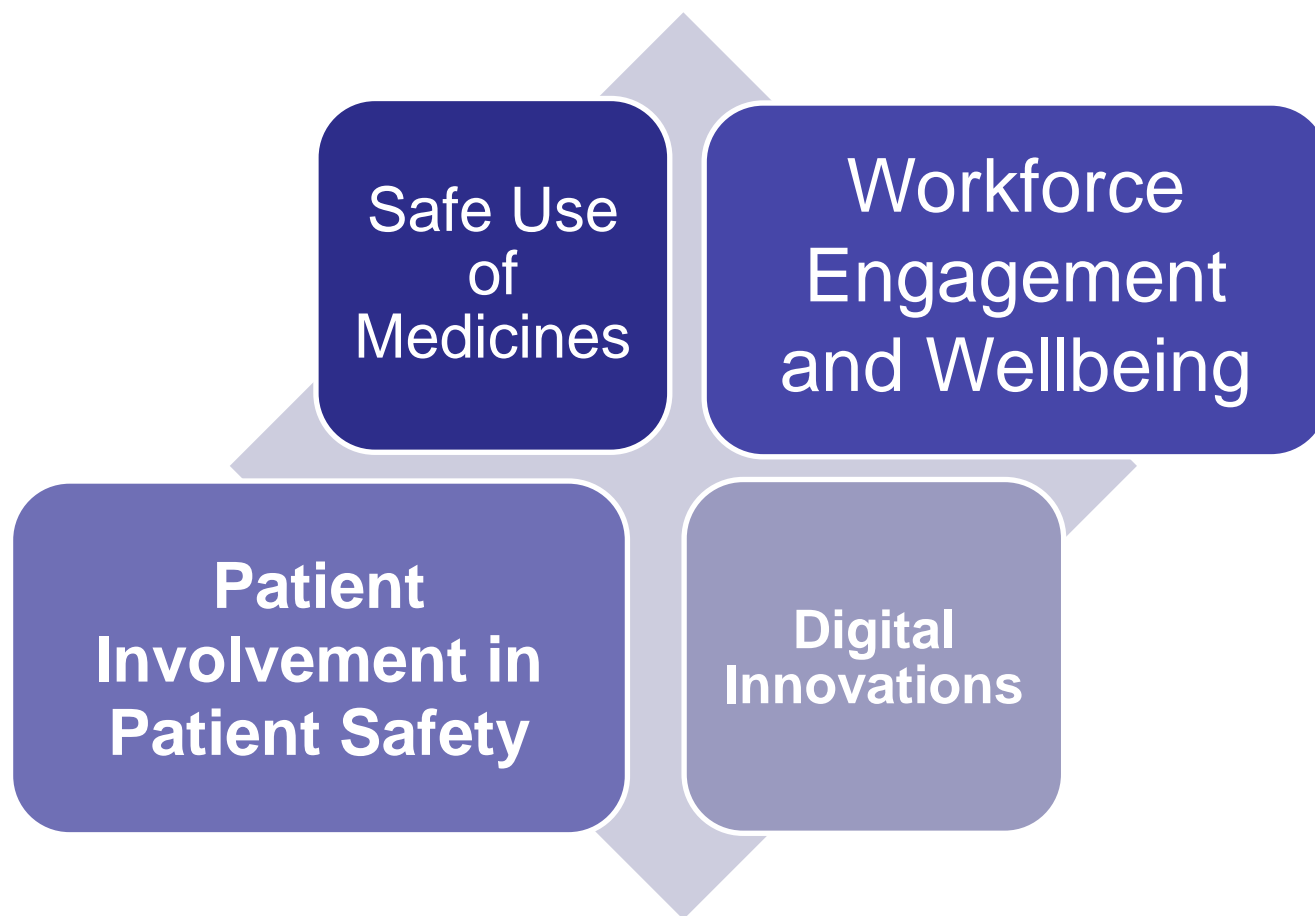 Safe Use
of
Medicines
Workforce
Engagement
and Wellbeing
Patient
Involvement in
Patient Safety
Digital
Innovations